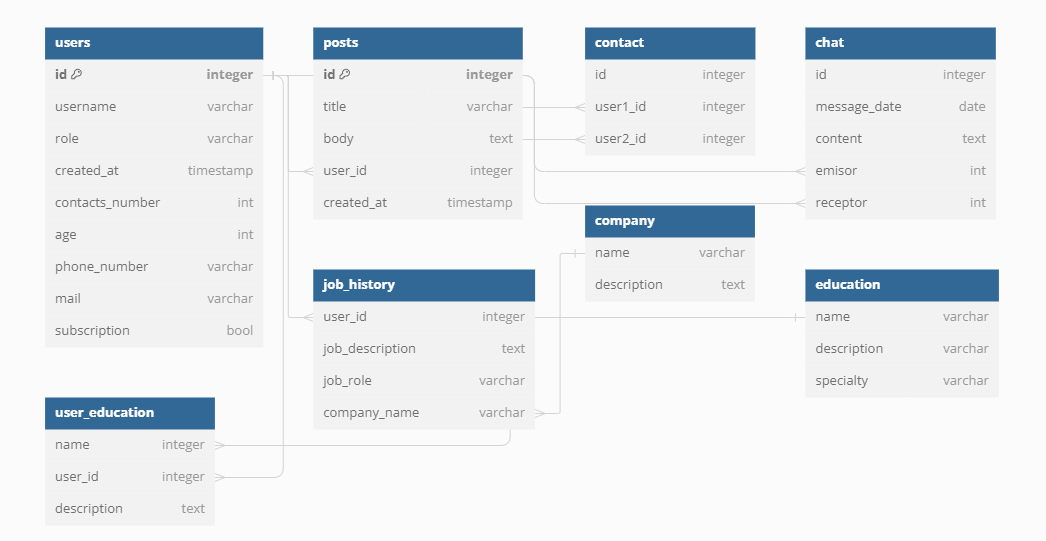 users
id integer
username varchar
role varchar
created_at timestamp
contacts_number int
age int
phone_number varchar
mail varchar
subscription bool
posts
id integer
title varchar
body text
user_id integer
created_at timestamp
contact
id integer
user1_id integer
user2_id integer
chat
id integer
message_date date
content text
emisor int
receptor int
company
name varchar
description text
job_history
user_id integer
job_description text
job_role varchar
company_name varchar
education
name varchar
description varchar
specialty varchar
user_education
name integer
user_id integer
description text